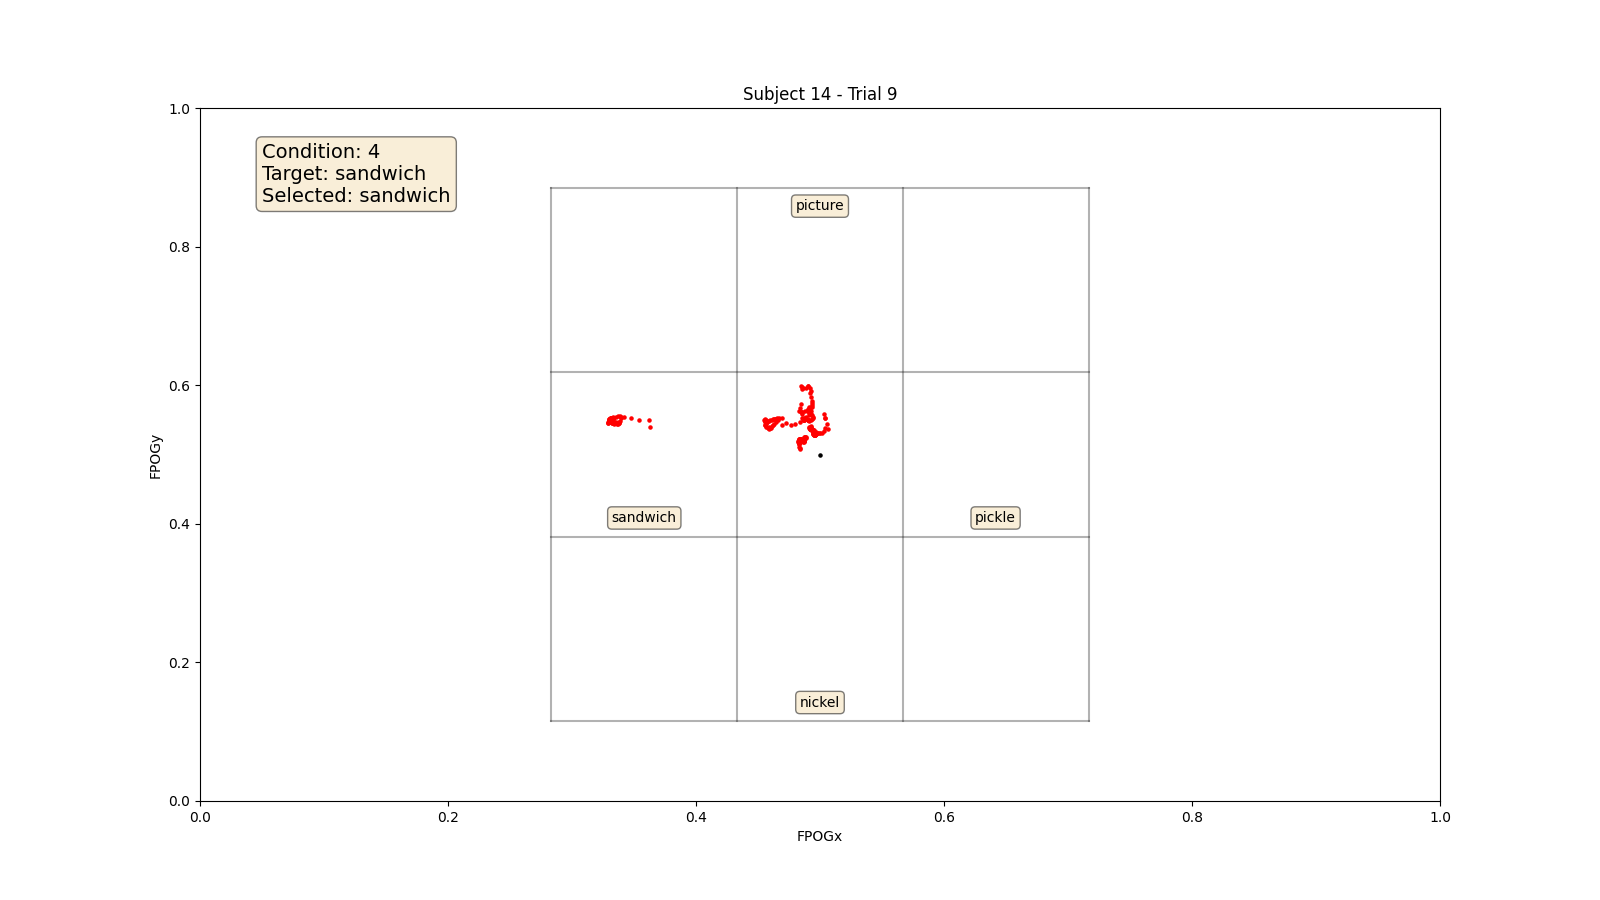 Subject 14 - Trial 9
1.0
Condition: 4
Target: sandwich
Selected: sandwich
picture
0.8
0.6
FPOGy
sandwich
pickle
0.4
0.2
nickel
0.0
0.0 0.2 0.4 0.6 0.8 1.0
FPOGx